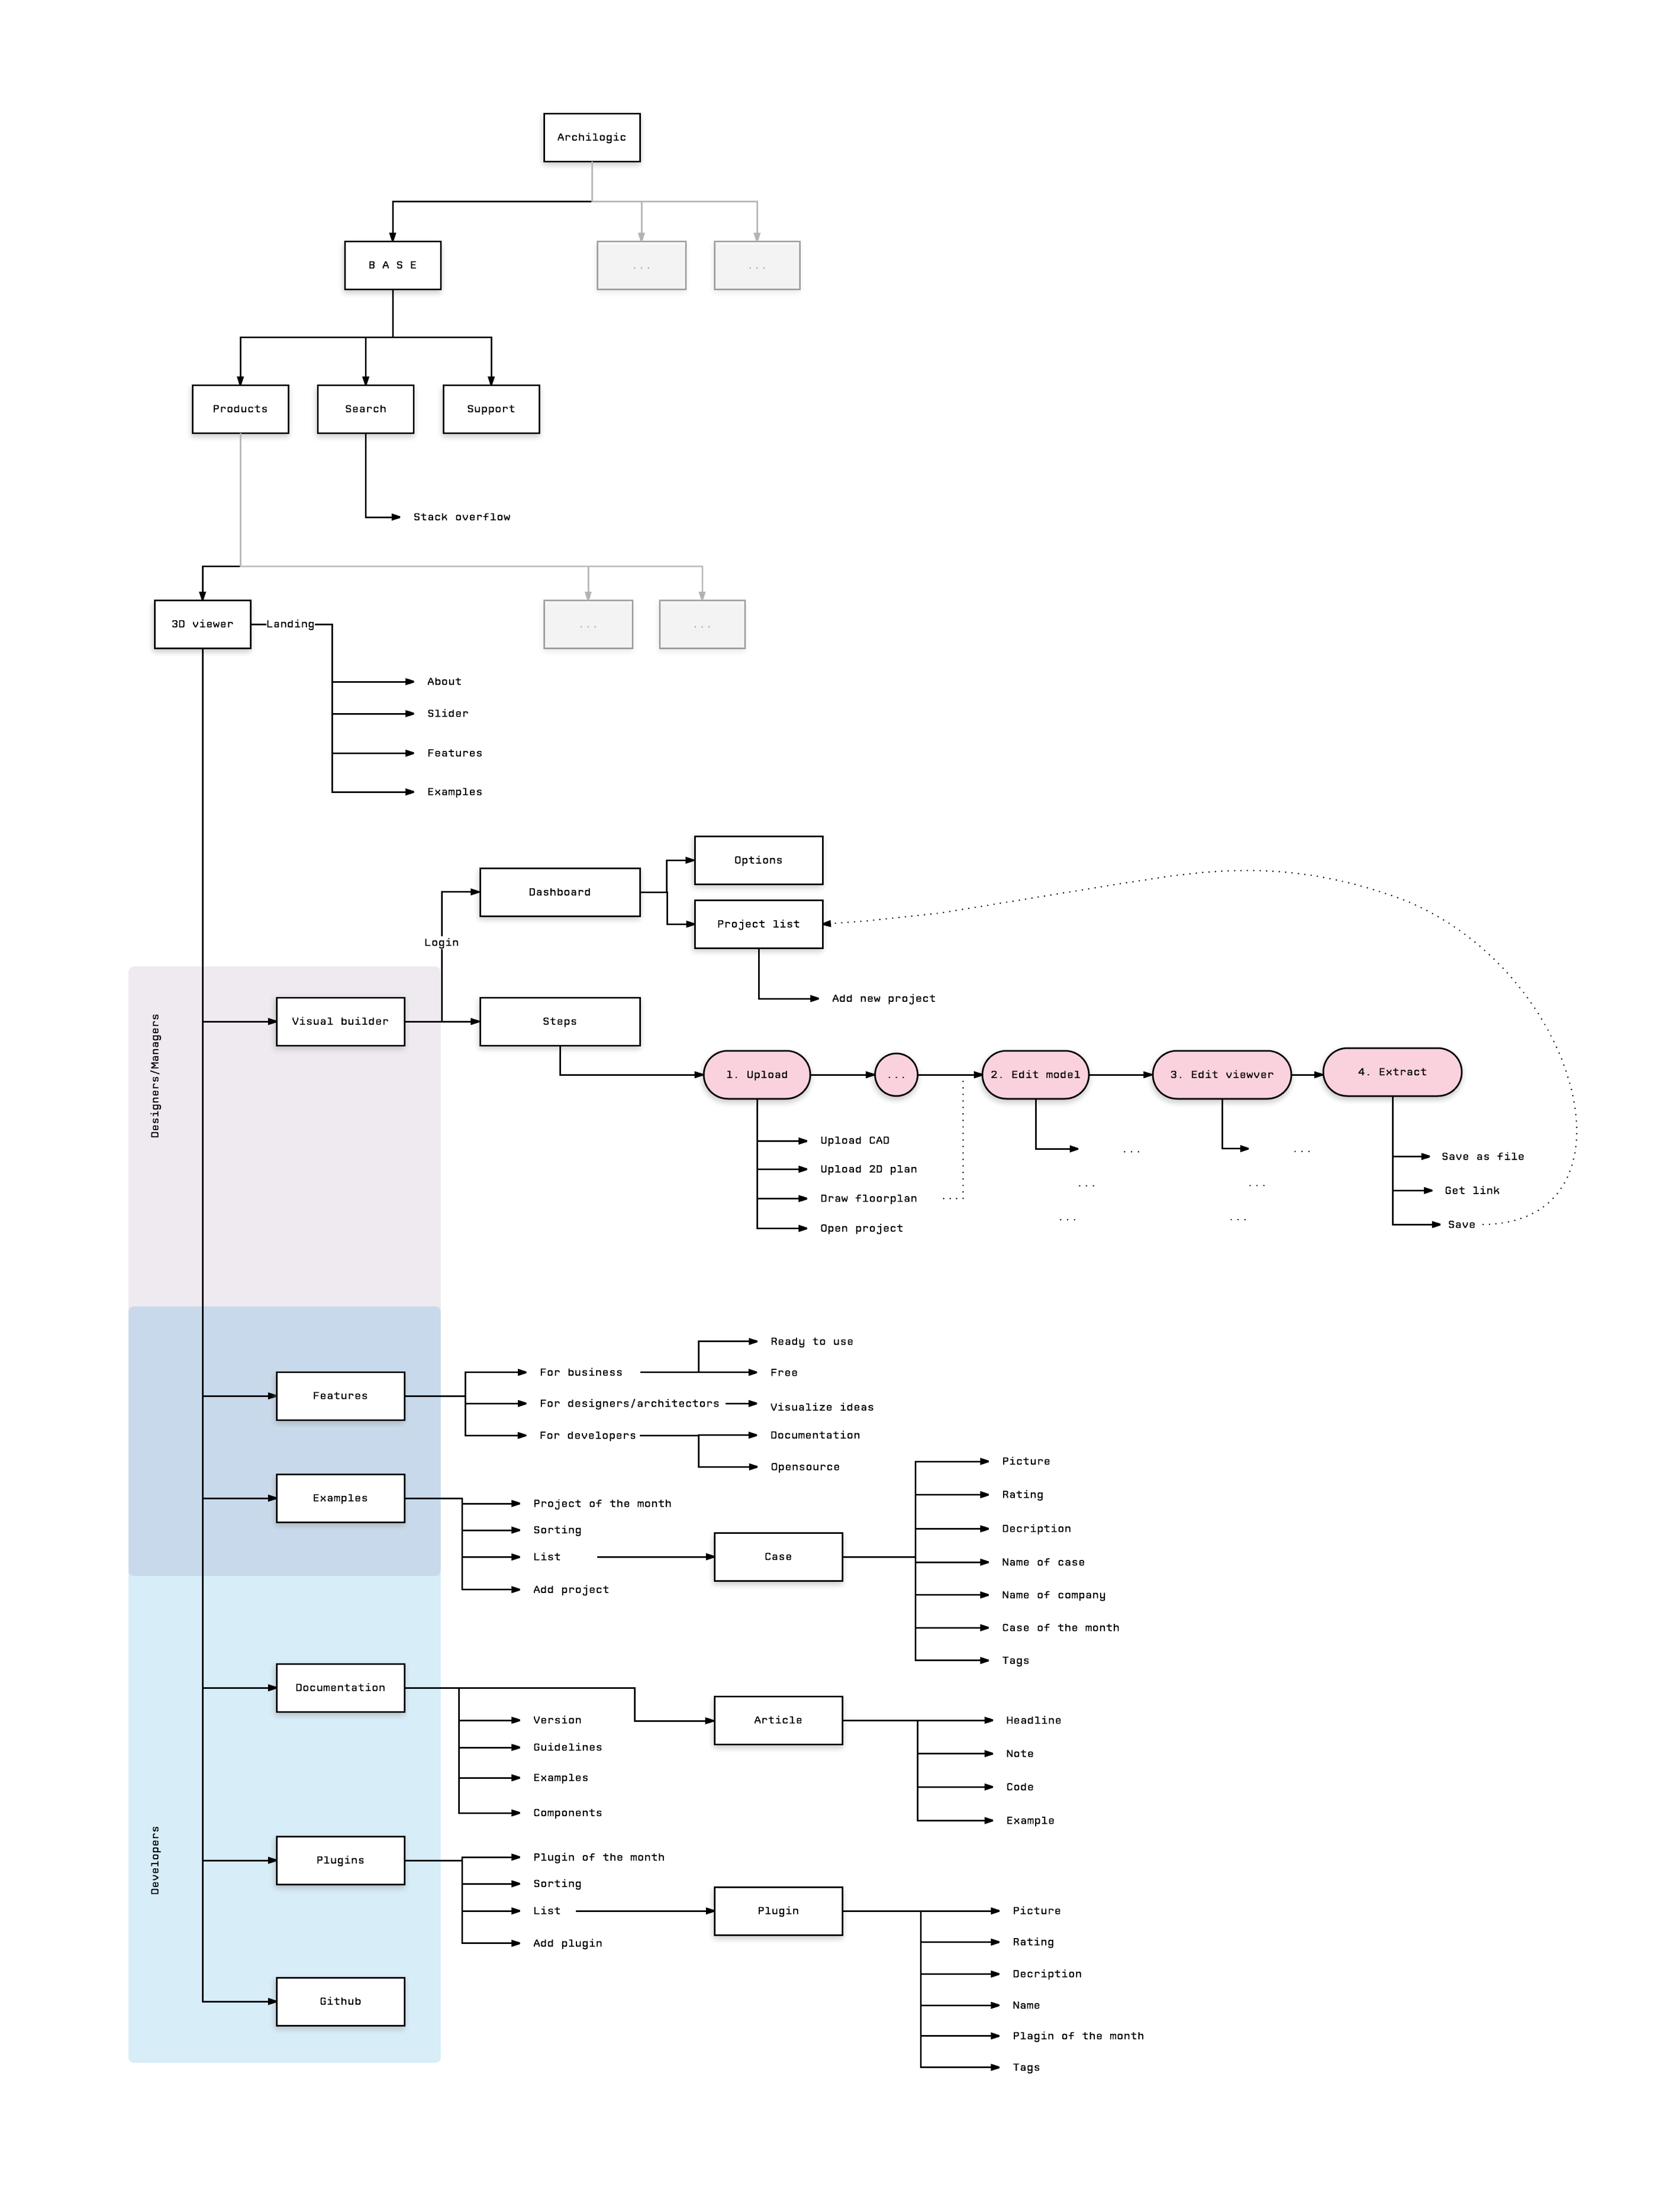 Archilogic
B A S E
...
...
Products
Search
Support
Stack overflow
3D viewer
Landing
...
...
About
Slider
Features
Examples
Options
Dashboard
Project list
Login
Add new project
Designers/Managers
Visual builder
Steps
1. Upload
...
2. Edit model
3. Edit viewver
4. Extract
Upload CAD
Upload 2D plan
Draw floorplan
Open project
...
...
...
...
...
...
Save as file
Get link
Save
Features
For business
Ready to use
Free
For designers/architectors
Visualize ideas
For developers
Documentation
Opensource
Examples
Project of the month
Sorting
List
Add project
Case
Picture
Rating
Decription
Name of case
Name of company
Case of the month
Tags
Documentation
Version
Guidelines
Examples
Components
Article
Headline
Note
Code
Example
Developers
Plugins
Plugin of the month
Sorting
List
Add plugin
Plugin
Picture
Rating
Decription
Name
Plagin of the month
Tags
Github